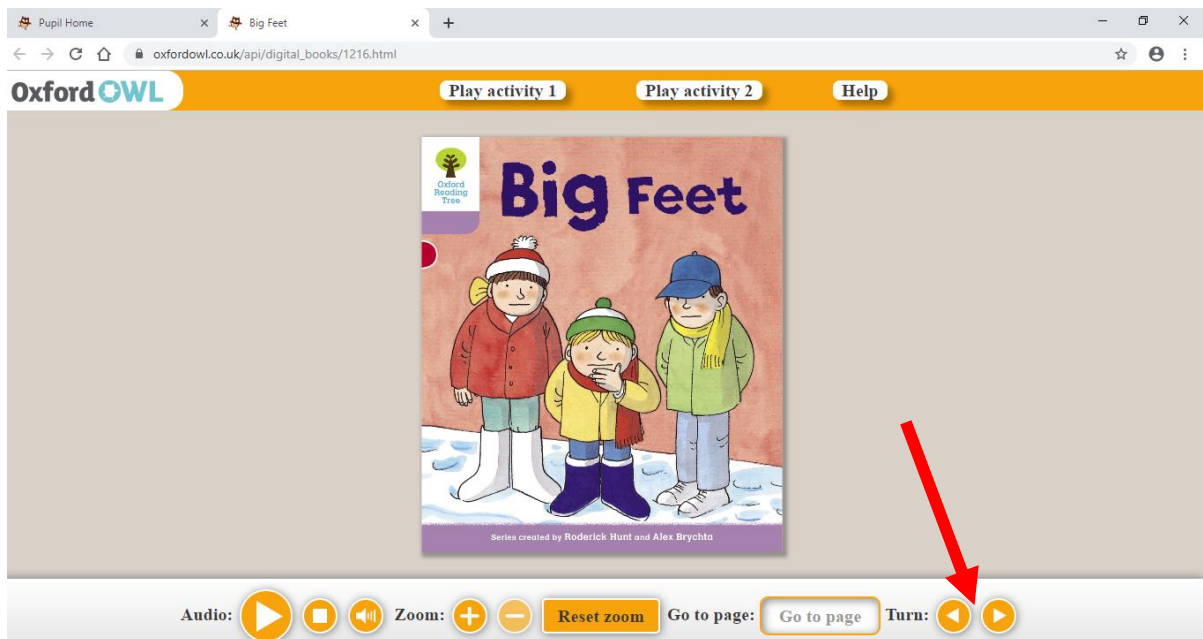 Pupil Home
Big Feet
oxfordowl.co.uk/api/digital_books/1216.html
Oxford OWL
Play activity 1
Play activity 2
Help
Oxford
Reading
Tree
Big Feet
Series created by Roderick Hunt and Alex Brychta
Audio:
Zoom:
Reset zoom
Go to page:
Go to page
Turn: